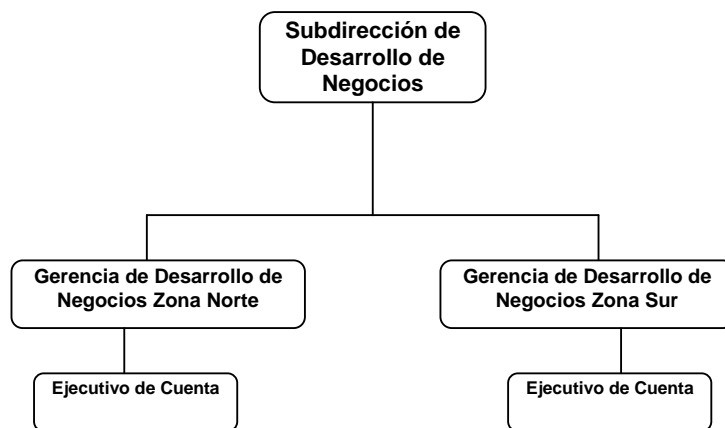 Subdirección de
Desarrollo de
Negocios
Gerencia de Desarrollo de
Negocios Zona Norte
Gerencia de Desarrollo de
Negocios Zona Sur
Ejecutivo de Cuenta
Ejecutivo de Cuenta